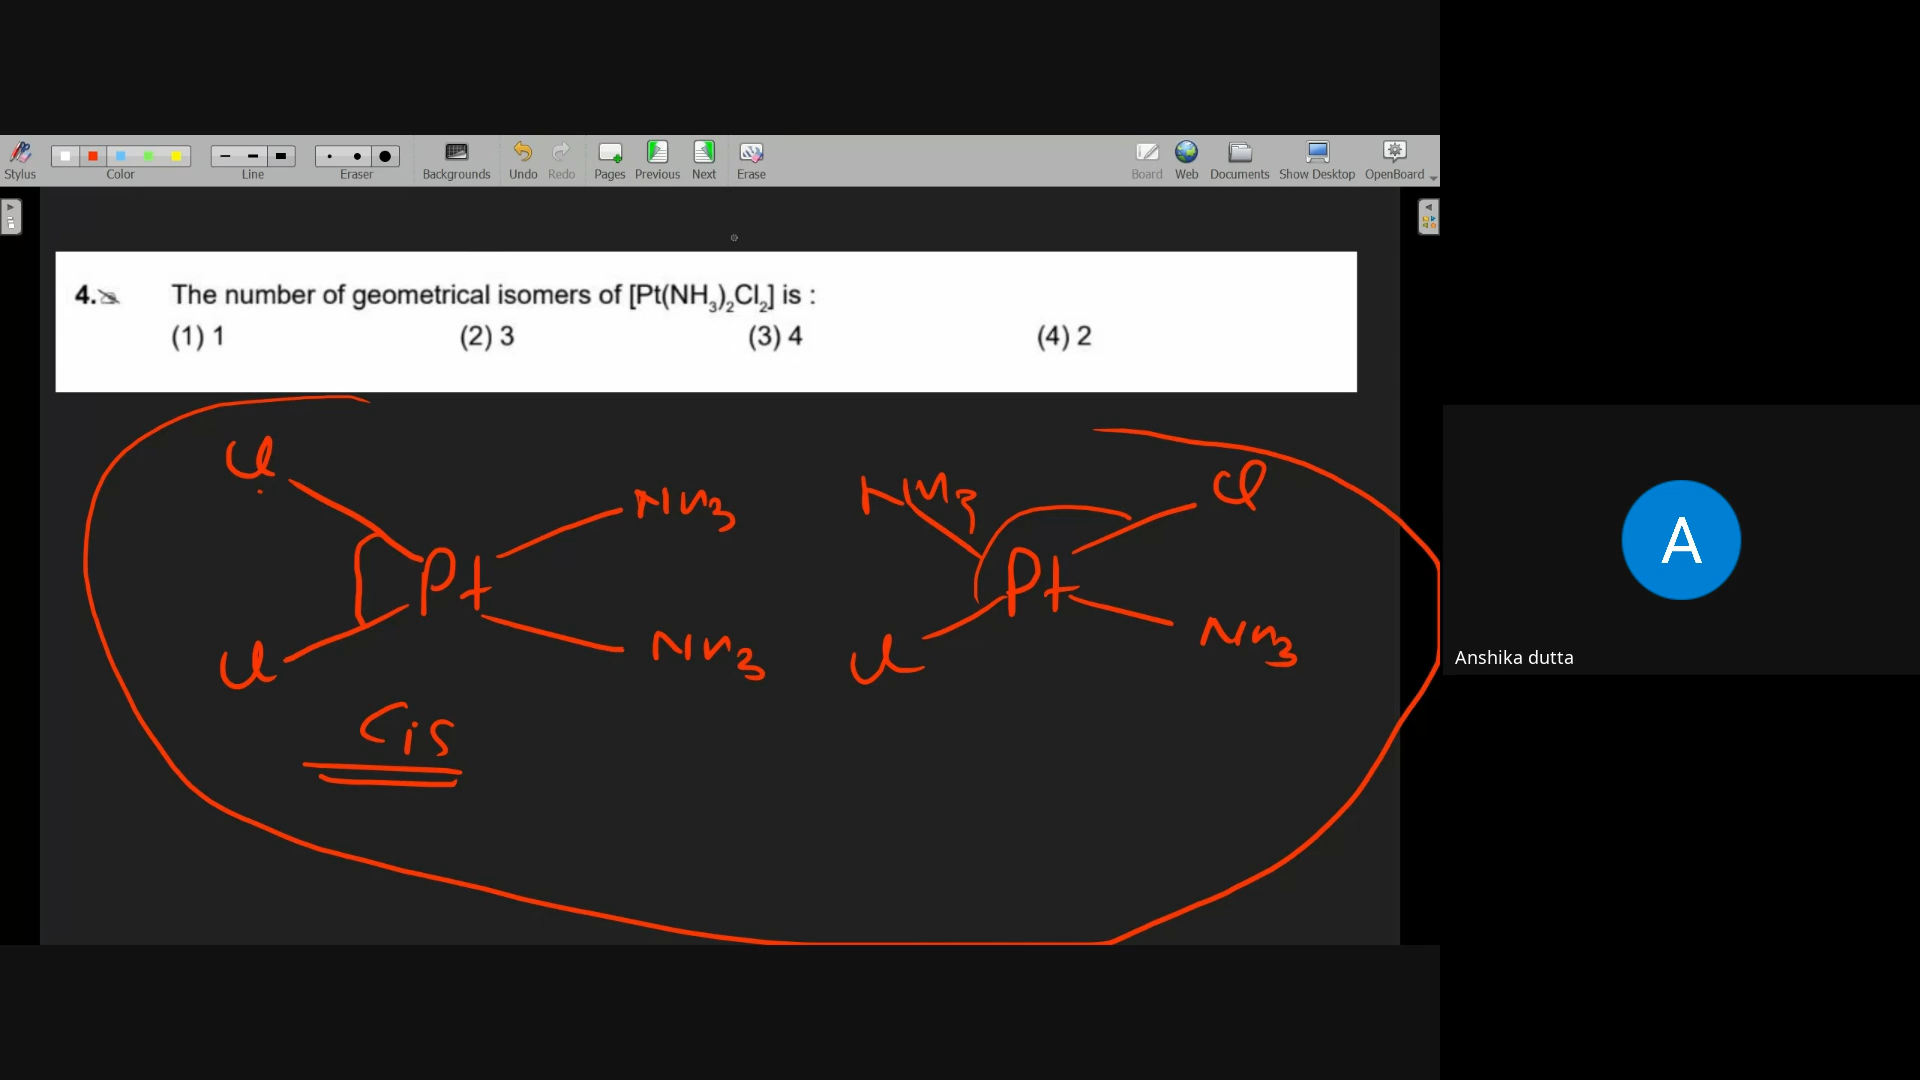 Stylus Color Line Eraser Backgrounds Undo Redo Pages Previous Next Erase Board Web Documents Show Desktop OpenBoard
4. The number of geometrical isomers of [Pt(NH₃)₂Cl₂] is :
(1) 1 (2) 3 (3) 4 (4) 2
Cl NH3 NH3 Cl
Pt Pt
Cl NH3 Cl NH3
Cis
A
Anshika dutta